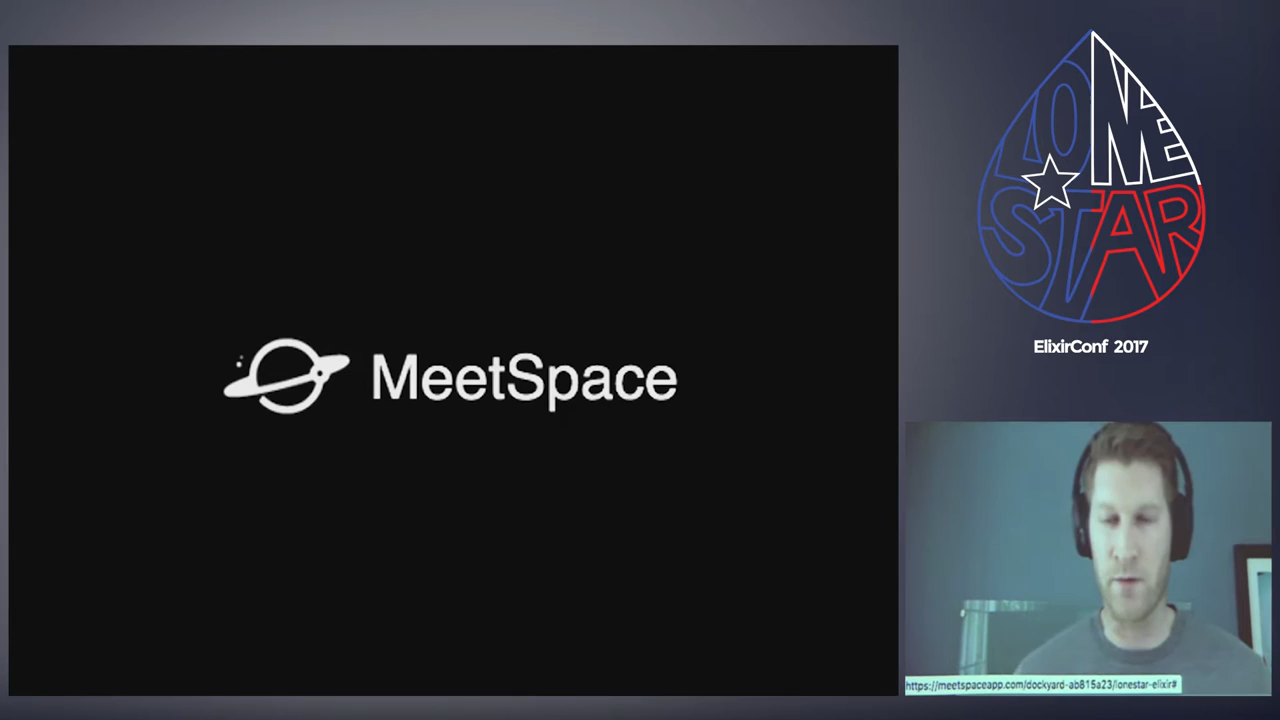 MeetSpace
LONE
STAR
ElixirConf 2017
https://meetspaceapp.com/dockyard-ab815a23/lonestar-elixir#